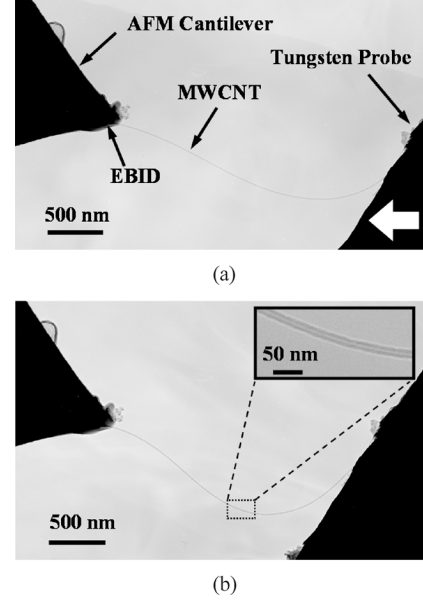 AFM Cantilever
Tungsten Probe
MWCNT
EBID
500 nm
(a)
50 nm
500 nm
(b)